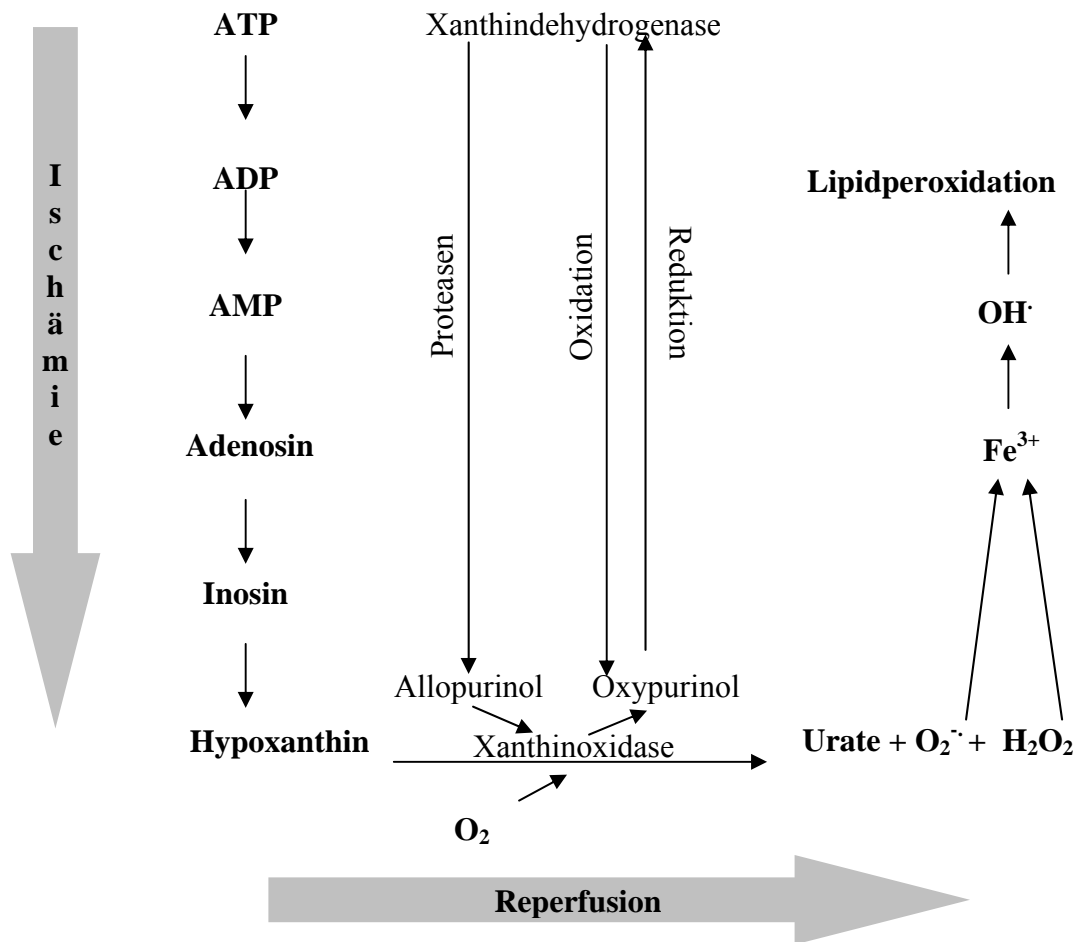 ATP
Xanthindehydrogenase
Ischämie
ADP
Lipidperoxidation
Proteasen
Oxidation
Reduktion
AMP
OH·
Adenosin
Fe³⁺
Inosin
Allopurinol
Oxypurinol
Hypoxanthin
Xanthinoxidase
Urate + O₂⁻· + H₂O₂
O₂
Reperfusion